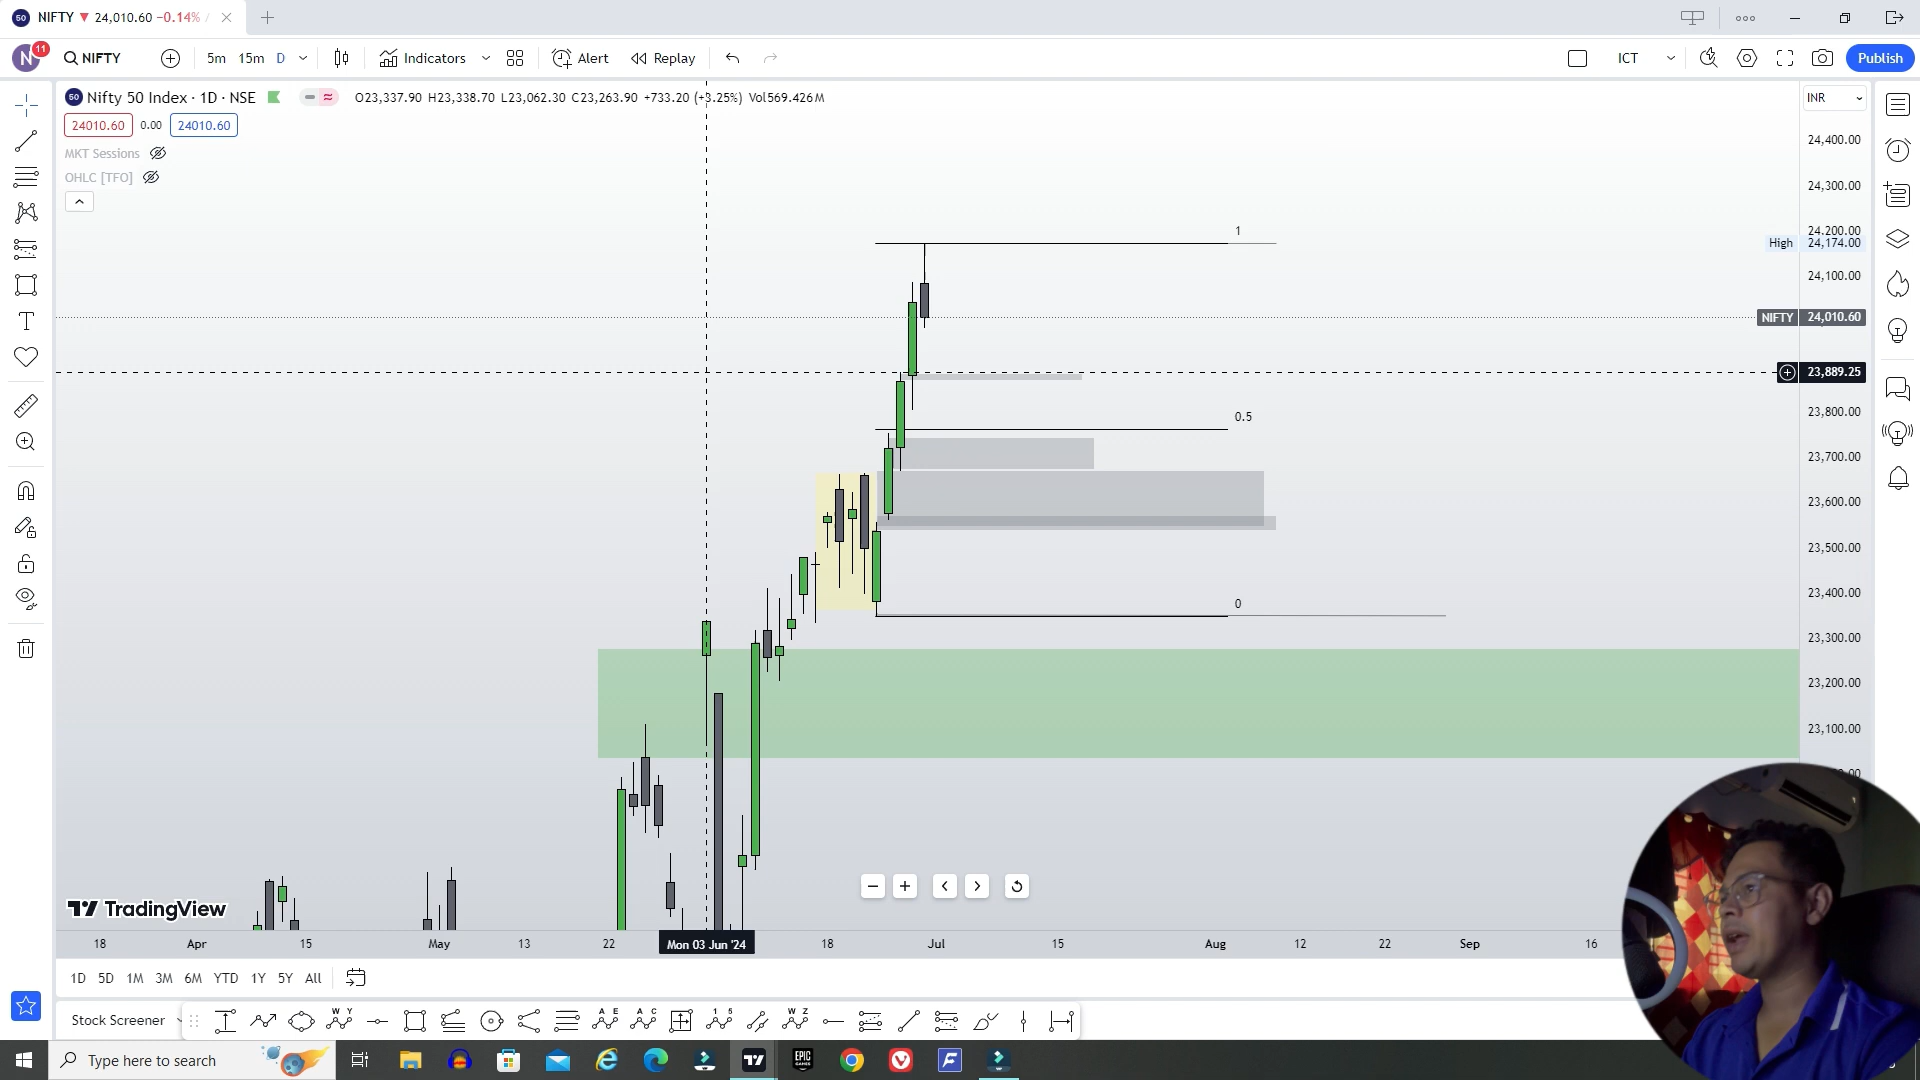 NIFTY ▼ 24,010.60 −0.14% /
N 11 NIFTY 5m 15m D Indicators Alert Replay ICT Publish
50 Nifty 50 Index · 1D · NSE O23,337.90 H23,338.70 L23,062.30 C23,263.90 +733.20 (+3.25%) Vol569.426M INR
24010.60 0.00 24010.60
MKT Sessions
OHLC [TFO]
24,400.00
24,300.00
24,200.00
High 24,174.00
24,100.00
NIFTY 24,010.60
23,889.25
23,800.00
23,700.00
23,600.00
23,500.00
23,400.00
23,300.00
23,200.00
23,100.00
1
0.5
0
TradingView
18 Apr 15 May 13 22 Mon 03 Jun '24 18 Jul 15 Aug 12 22 Sep 16
1D 5D 1M 3M 6M YTD 1Y 5Y All
Stock Screener
Type here to search